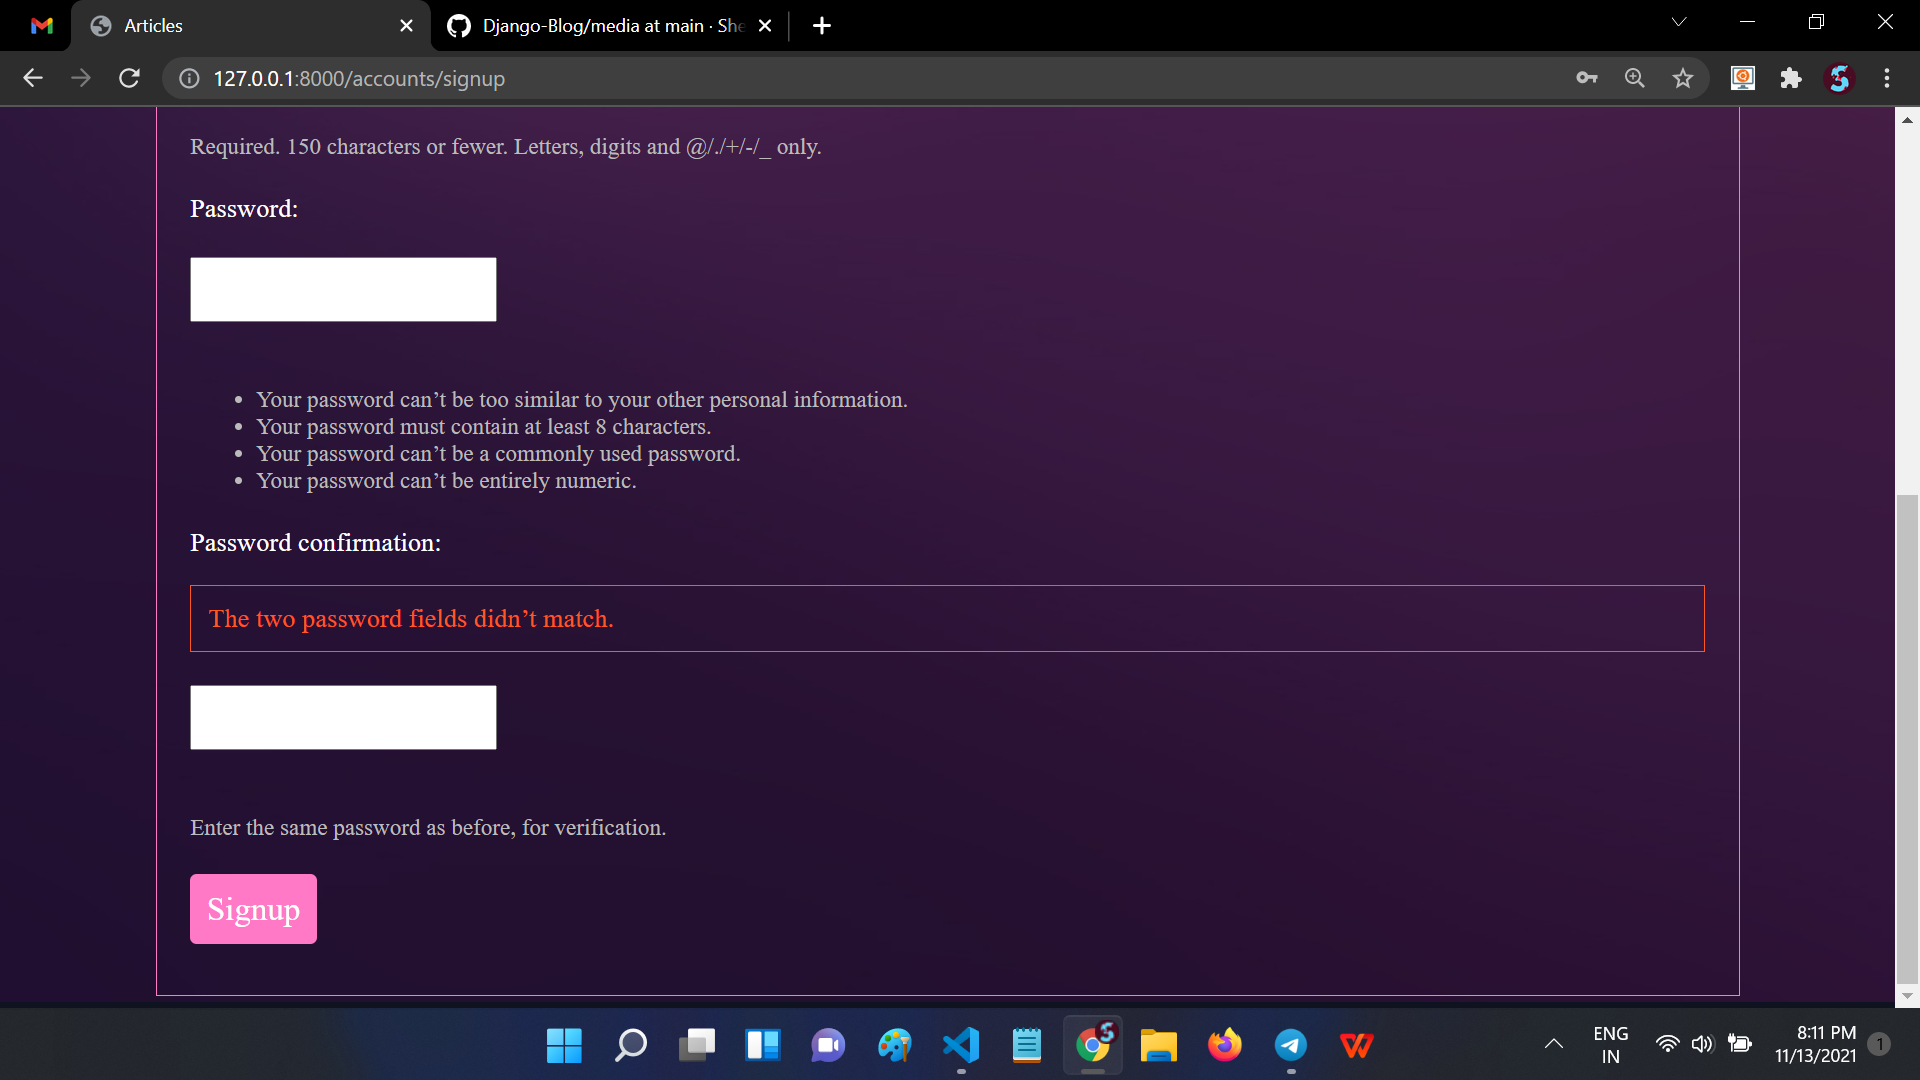 Articles
Django-Blog/media at main · She
127.0.0.1:8000/accounts/signup
Required. 150 characters or fewer. Letters, digits and @/./+/-/_ only.
Password:
• Your password can’t be too similar to your other personal information.
• Your password must contain at least 8 characters.
• Your password can’t be a commonly used password.
• Your password can’t be entirely numeric.
Password confirmation:
The two password fields didn’t match.
Enter the same password as before, for verification.
Signup
ENG
IN
8:11 PM
11/13/2021
1